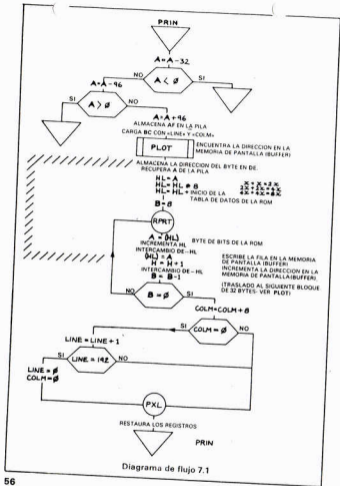 PRIN
A=A-32
A=A-96
NO
A < Ø
SI
SI
A > Ø
NO
A=A+96
ALMACENA AF EN LA PILA
CARGA BC CON «LINE» Y «COLM»
PLOT
ENCUENTRA LA DIRECCION EN LA
MEMORIA DE PANTALLA (BUFFER)
ALMACENA LA DIRECCION DEL BYTE EN DE.
RECUPERA A DE LA PILA
HL = A
HL = HL * 8
HL = HL + INICIO DE LA
TABLA DE DATOS DE LA ROM
B = 8
RPRT
A = (HL)
BYTE DE BITS DE LA ROM
INCREMENTA HL
INTERCAMBIO DE-HL
(HL) = A
ESCRIBE LA FILA EN LA MEMORIA
DE PANTALLA (BUFFER)
H = H + 1
INCREMENTA LA DIRECCION EN LA
MEMORIA DE PANTALLA (BUFFER).
INTERCAMBIO DE-HL
B = B-1
(TRASLADO AL SIGUIENTE BLOQUE
DE 32 BYTES: VER PLOT)
NO
B = Ø
SI
COLM=COLM+8
SI
COLM=Ø
NO
LINE = LINE + 1
SI
LINE = 192
NO
LINE = Ø
COLM = Ø
PXL
RESTAURA LOS REGISTROS
PRIN
Diagrama de flujo 7.1
56